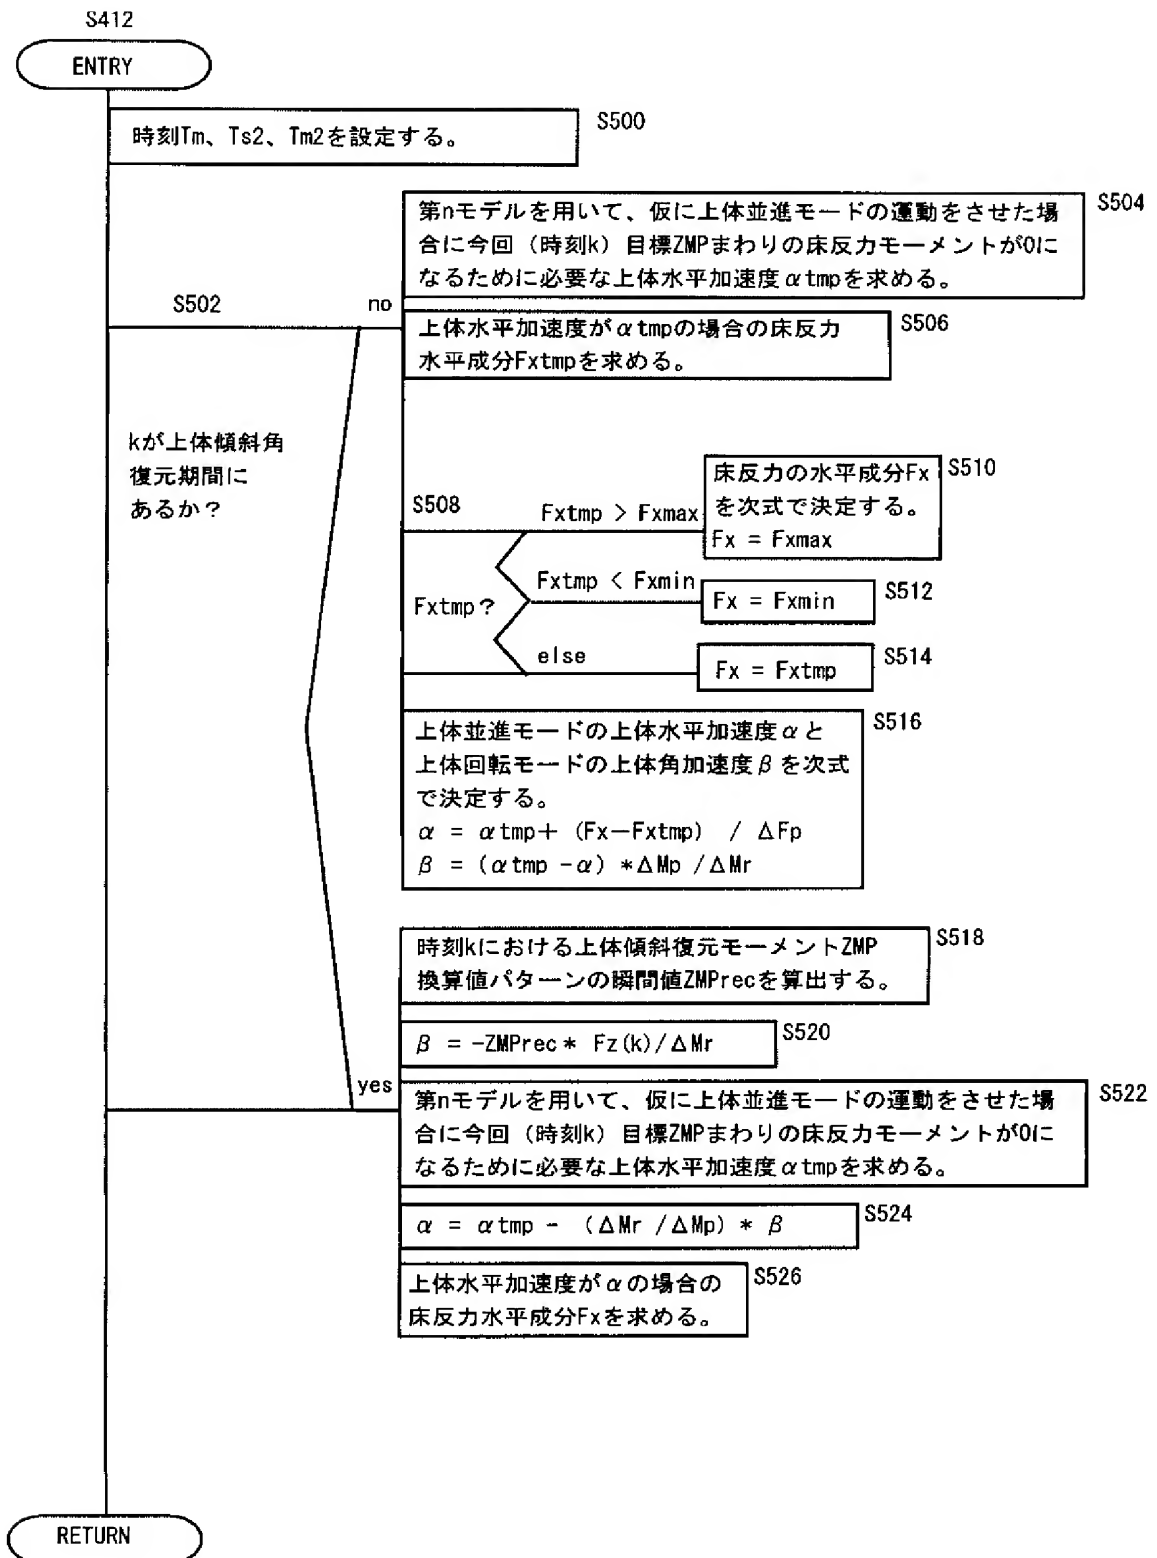 S412
ENTRY
時刻Tm、Ts2、Tm2を設定する。
S500
第nモデルを用いて、仮に上体並進モードの運動をさせた場
合に今回（時刻k）目標ZMPまわりの床反力モーメントが0に
なるために必要な上体水平加速度αtmpを求める。
S504
S502
no
上体水平加速度がαtmpの場合の床反力
水平成分Fxtmpを求める。
S506
kが上体傾斜角
復元期間に
あるか？
S508
Fxtmp？
Fxtmp > Fxmax
床反力の水平成分Fx
を次式で決定する。
Fx = Fxmax
S510
Fxtmp < Fxmin
Fx = Fxmin
S512
else
Fx = Fxtmp
S514
上体並進モードの上体水平加速度αと
上体回転モードの上体角加速度βを次式
で決定する。
α = αtmp＋ (Fx－Fxtmp) / ΔFp
β = (αtmp -α) *ΔMp /ΔMr
S516
時刻kにおける上体傾斜復元モーメントZMP
換算値パターンの瞬間値ZMPrecを算出する。
S518
β = -ZMPrec* Fz(k)/ΔMr
S520
yes
第nモデルを用いて、仮に上体並進モードの運動をさせた場
合に今回（時刻k）目標ZMPまわりの床反力モーメントが0に
なるために必要な上体水平加速度αtmpを求める。
S522
α = αtmp - (ΔMr /ΔMp) * β
S524
上体水平加速度がαの場合の
床反力水平成分Fxを求める。
S526
RETURN